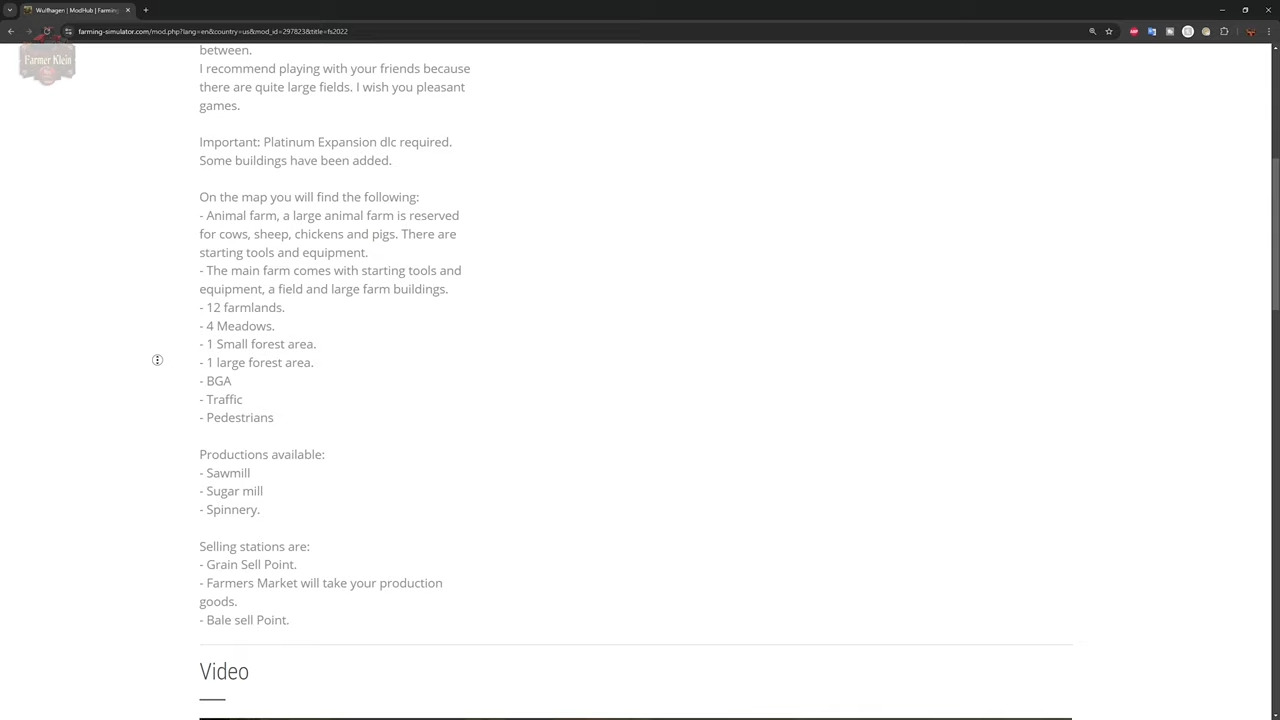 Wulfhagen | ModHub | Farming
farming-simulator.com/mod.php?lang=en&country=us&mod_id=297823&title=fs2022
Farmer Klein
between.
I recommend playing with your friends because
there are quite large fields. I wish you pleasant
games.
Important: Platinum Expansion dlc required.
Some buildings have been added.
On the map you will find the following:
- Animal farm, a large animal farm is reserved
for cows, sheep, chickens and pigs. There are
starting tools and equipment.
- The main farm comes with starting tools and
equipment, a field and large farm buildings.
- 12 farmlands.
- 4 Meadows.
- 1 Small forest area.
- 1 large forest area.
- BGA
- Traffic
- Pedestrians
Productions available:
- Sawmill
- Sugar mill
- Spinnery.
Selling stations are:
- Grain Sell Point.
- Farmers Market will take your production
goods.
- Bale sell Point.
Video